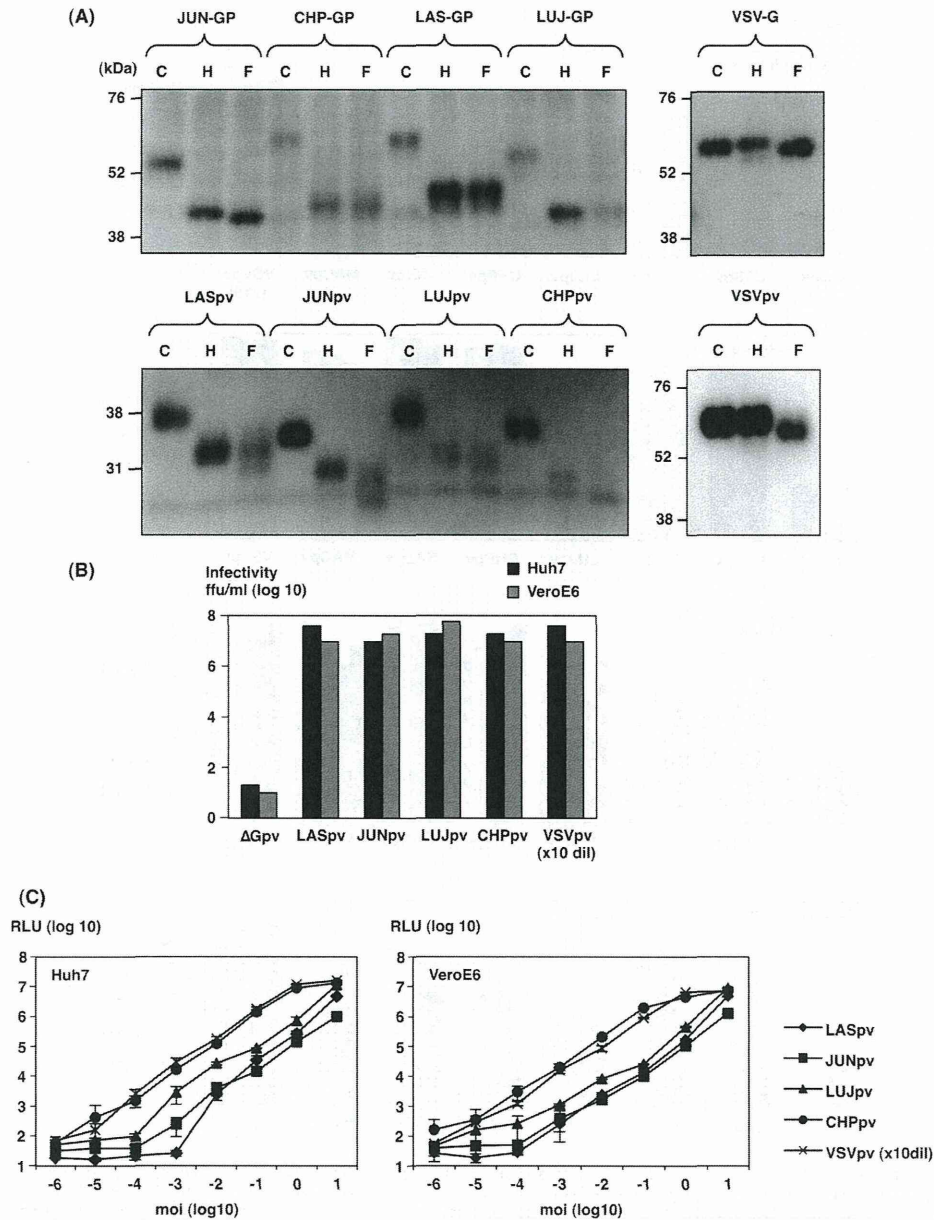 (A)
JUN-GP CHP-GP LAS-GP LUJ-GP VSV-G
(kDa) C H F C H F C H F C H F C H F
76 76
52 52
38 38
LASpv JUNpv LUJpv CHPpv VSVpv
C H F C H F C H F C H F C H F
76
38
52
31
38
(B)
Infectivity
ffu/ml (log 10)
Huh7
VeroE6
8
6
4
2
0
ΔGpv LASpv JUNpv LUJpv CHPpv VSVpv
(x10 dil)
(C)
RLU (log 10) RLU (log 10)
8 8
Huh7 VeroE6
7 7
6 6
5 5
4 4
3 3
2 2
1 1
-6 -5 -4 -3 -2 -1 0 1 -6 -5 -4 -3 -2 -1 0 1
moi (log10) moi (log10)
LASpv
JUNpv
LUJpv
CHPpv
VSVpv (x10dil)